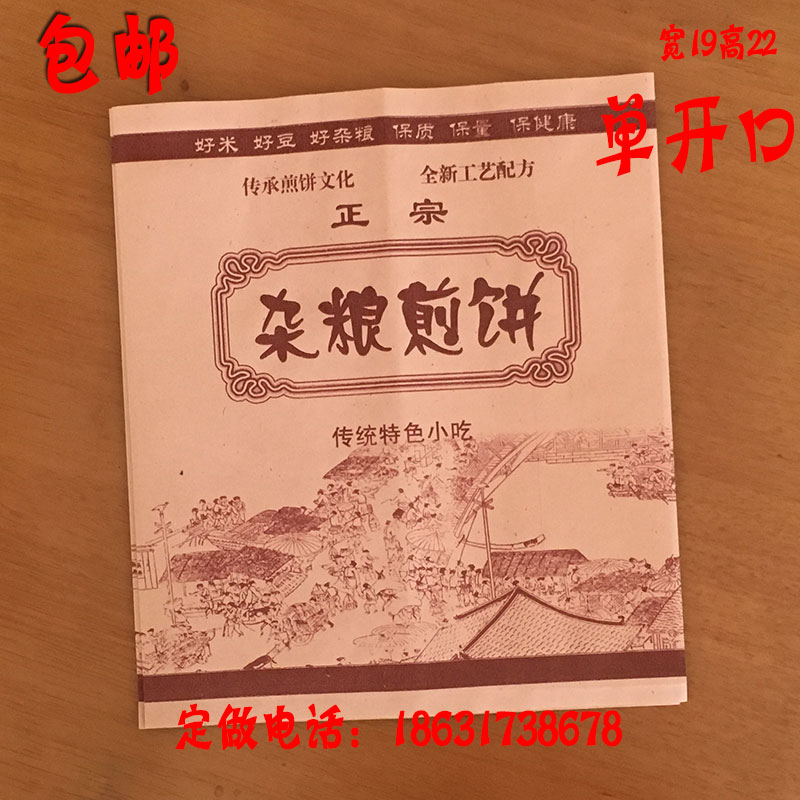 包邮
宽19高22
单开口
好米 好豆 好杂粮 保质 保量 保健康
传承煎饼文化 全新工艺配方
正宗
杂粮煎饼
传统特色小吃
定做电话：18631738678